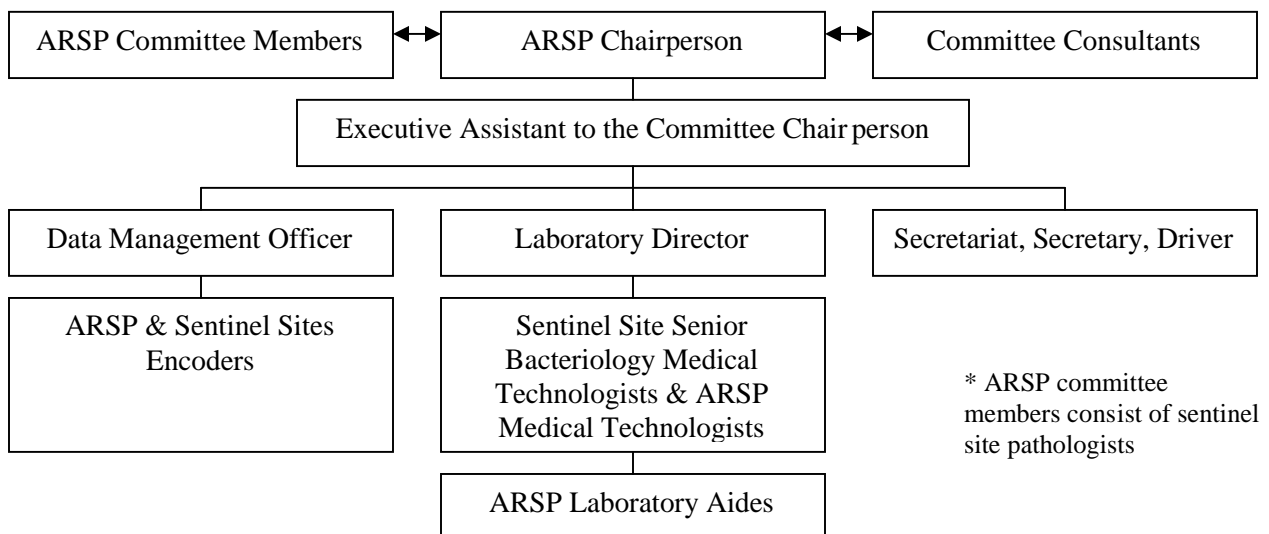 ARSP Committee Members
ARSP Chairperson
Committee Consultants
Executive Assistant to the Committee Chairperson
Data Management Officer
Laboratory Director
Secretariat, Secretary, Driver
ARSP & Sentinel Sites
Encoders
Sentinel Site Senior
Bacteriology Medical
Technologists & ARSP
Medical Technologists
* ARSP committee
members consist of sentinel
site pathologists
ARSP Laboratory Aides